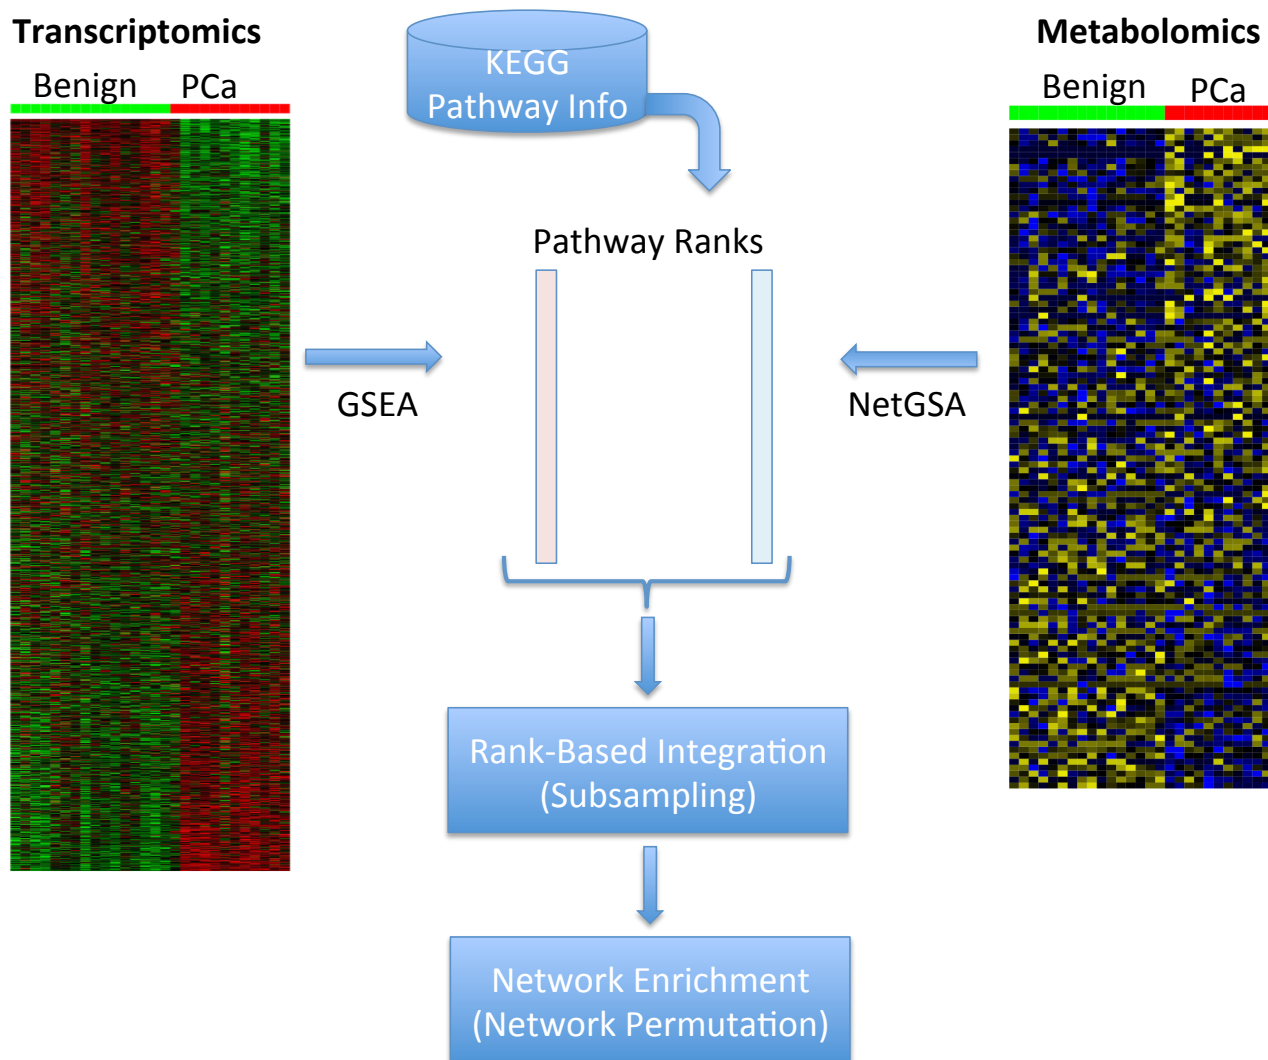 Transcriptomics
Benign PCa
KEGG
Pathway Info
Metabolomics
Benign PCa
Pathway Ranks
GSEA
NetGSA
Rank-Based Integration
(Subsampling)
Network Enrichment
(Network Permutation)